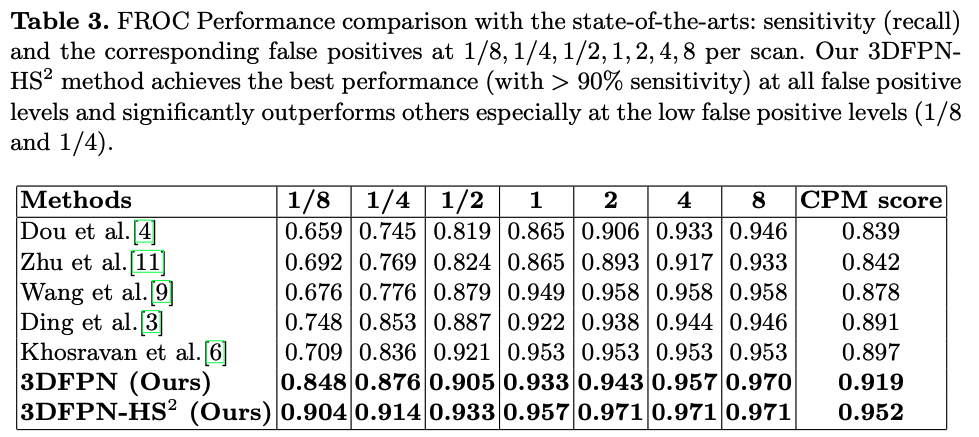 Table 3. FROC Performance comparison with the state-of-the-arts: sensitivity (recall)
and the corresponding false positives at 1/8, 1/4, 1/2, 1, 2, 4, 8 per scan. Our 3DFPN-
HS² method achieves the best performance (with > 90% sensitivity) at all false positive
levels and significantly outperforms others especially at the low false positive levels (1/8
and 1/4).
Methods 1/8 1/4 1/2 1 2 4 8 CPM score
Dou et al.[4] 0.659 0.745 0.819 0.865 0.906 0.933 0.946 0.839
Zhu et al.[11] 0.692 0.769 0.824 0.865 0.893 0.917 0.933 0.842
Wang et al.[9] 0.676 0.776 0.879 0.949 0.958 0.958 0.958 0.878
Ding et al.[3] 0.748 0.853 0.887 0.922 0.938 0.944 0.946 0.891
Khosravan et al.[6] 0.709 0.836 0.921 0.953 0.953 0.953 0.953 0.897
3DFPN (Ours) 0.848 0.876 0.905 0.933 0.943 0.957 0.970 0.919
3DFPN-HS² (Ours) 0.904 0.914 0.933 0.957 0.971 0.971 0.971 0.952